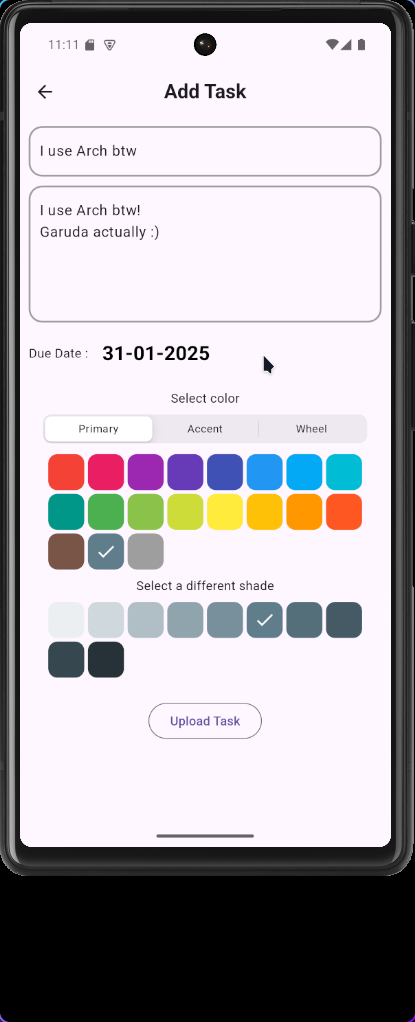 11:11
Add Task
I use Arch btw
I use Arch btw!
Garuda actually :)
Due Date : 31-01-2025
Select color
Primary Accent Wheel
Select a different shade
Upload Task